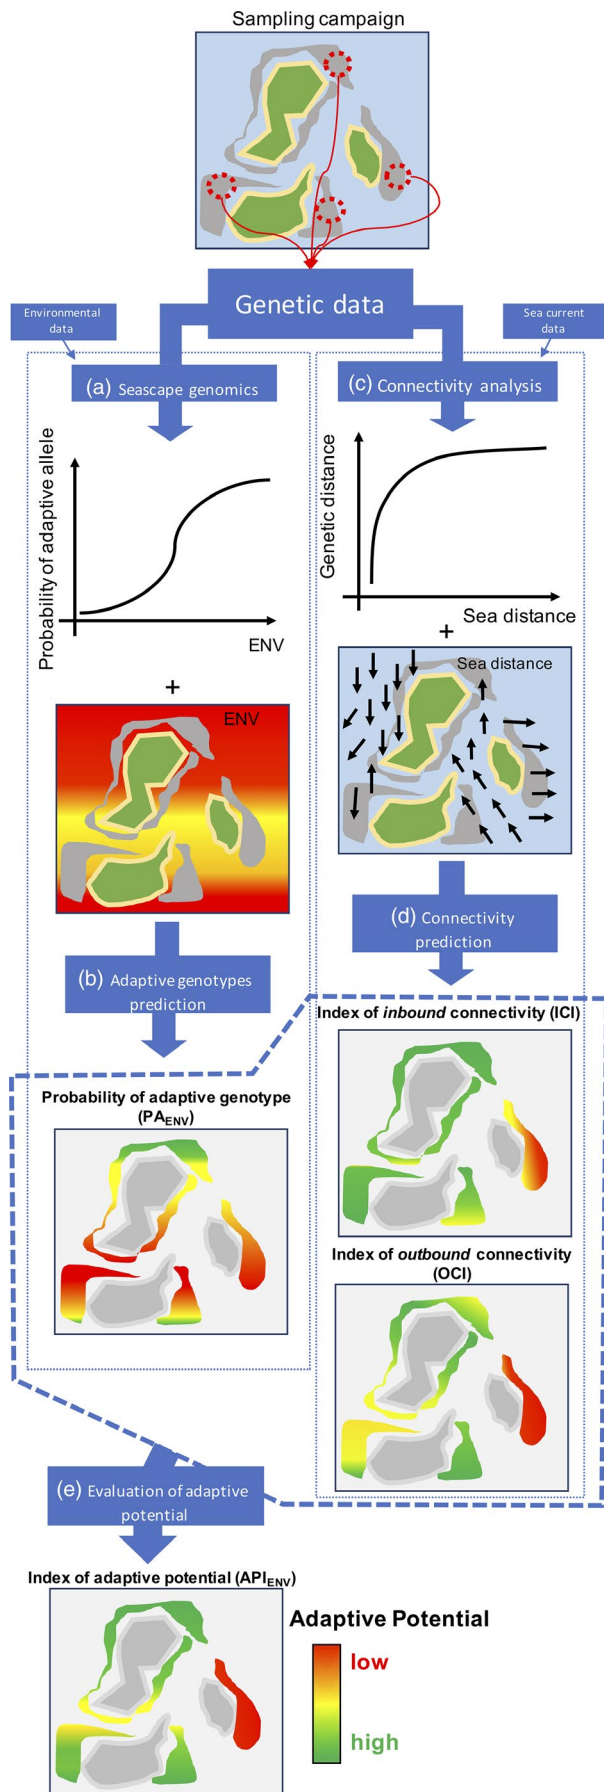 Sampling campaign
Genetic data
Environmental
data
Sea current
data
(a) Seascape genomics
(c) Connectivity analysis
Probability of adaptive allele
ENV
Genetic distance
Sea distance
+
+
ENV
Sea distance
(b) Adaptive genotypes
prediction
(d) Connectivity
prediction
Probability of adaptive genotype
(PAENV)
Index of inbound connectivity (ICI)
Index of outbound connectivity
(OCI)
(e) Evaluation of adaptive
potential
Index of adaptive potential (APIENV)
Adaptive Potential
low
high